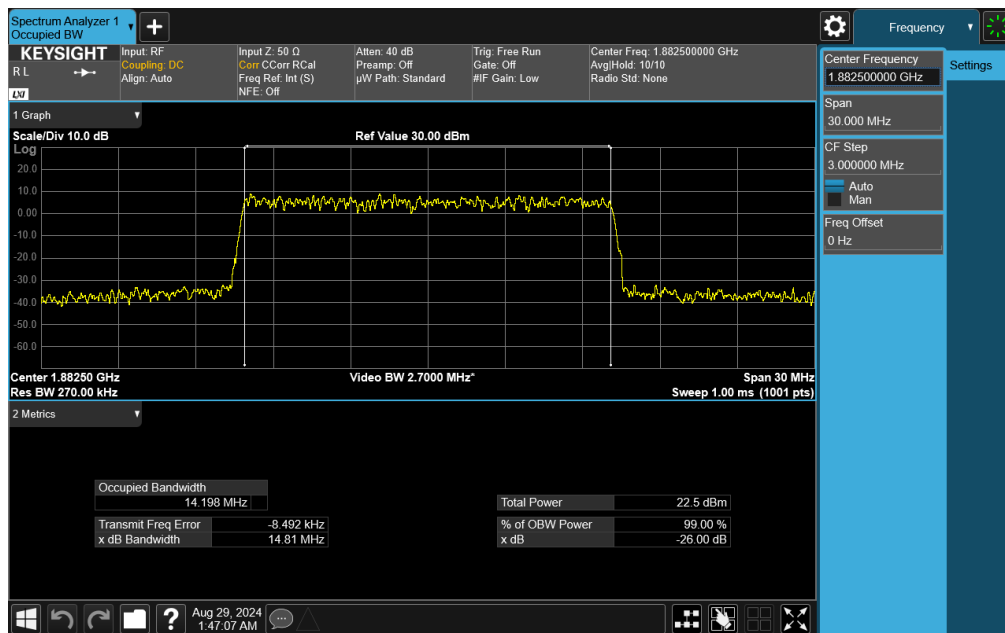 Spectrum Analyzer 1
Occupied BW
Frequency
KEYSIGHT
R L
LXI
Input: RF
Coupling: DC
Align: Auto
Input Z: 50 Ω
Corr CCorr RCal
Freq Ref: Int (S)
NFE: Off
Atten: 40 dB
Preamp: Off
µW Path: Standard
Trig: Free Run
Gate: Off
#IF Gain: Low
Center Freq: 1.882500000 GHz
Avg|Hold: 10/10
Radio Std: None
Center Frequency
1.882500000 GHz
Settings
Span
30.000 MHz
CF Step
3.000000 MHz
Auto
Man
Freq Offset
0 Hz
1 Graph
Scale/Div 10.0 dB
Ref Value 30.00 dBm
Log
20.0
10.0
0.00
-10.0
-20.0
-30.0
-40.0
-50.0
-60.0
Center 1.88250 GHz
Video BW 2.7000 MHz*
Span 30 MHz
Res BW 270.00 kHz
Sweep 1.00 ms (1001 pts)
2 Metrics
Occupied Bandwidth
14.198 MHz
Total Power 22.5 dBm
Transmit Freq Error -8.492 kHz
% of OBW Power 99.00 %
x dB Bandwidth 14.81 MHz
x dB -26.00 dB
Aug 29, 2024
1:47:07 AM